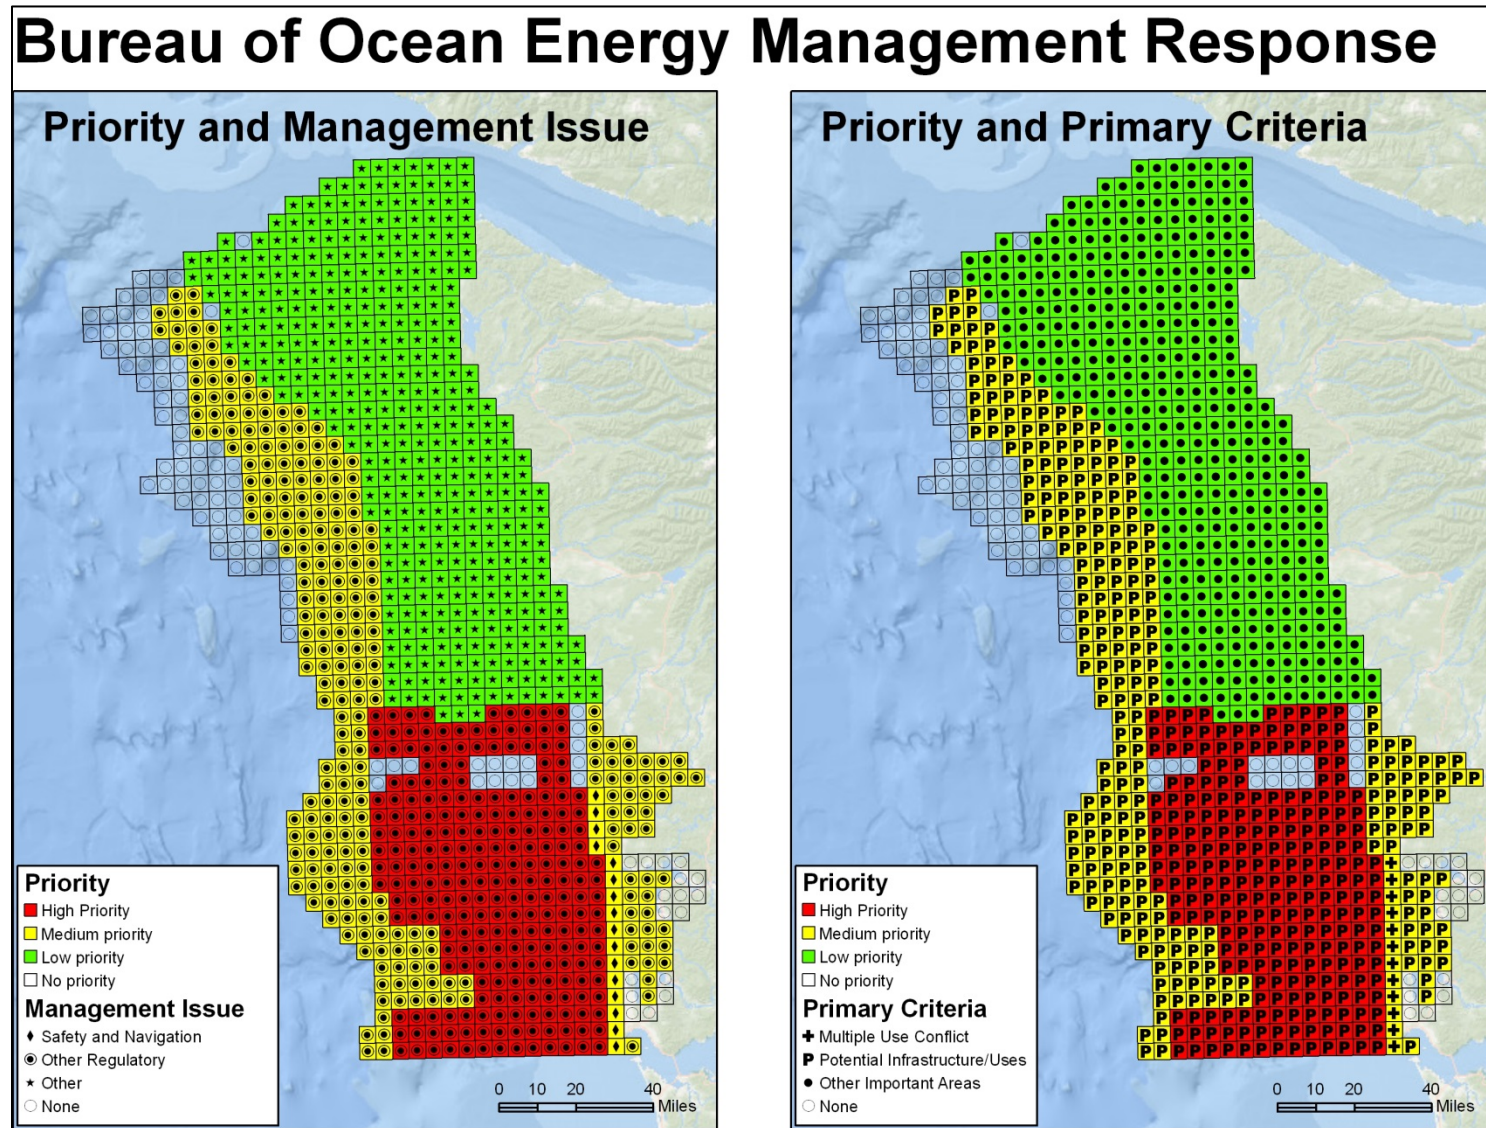 Bureau of Ocean Energy Management Response
Priority and Management Issue
Priority
High Priority
Medium priority
Low priority
No priority
Management Issue
Safety and Navigation
Other Regulatory
Other
None
0 10 20 40
Miles
Priority and Primary Criteria
Priority
High Priority
Medium priority
Low priority
No priority
Primary Criteria
Multiple Use Conflict
P Potential Infrastructure/Uses
Other Important Areas
None
0 10 20 40
Miles